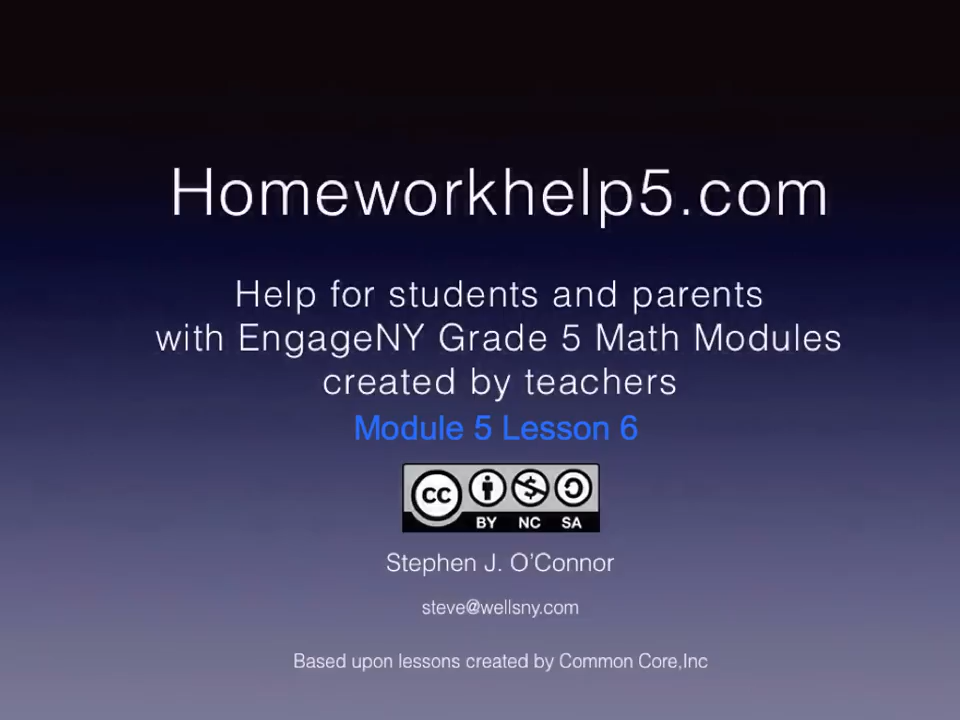 Homeworkhelp5.com
Help for students and parents
with EngageNY Grade 5 Math Modules
created by teachers
Module 5 Lesson 6
cc
BY NC SA
Stephen J. O'Connor
steve@wellsny.com
Based upon lessons created by Common Core,Inc